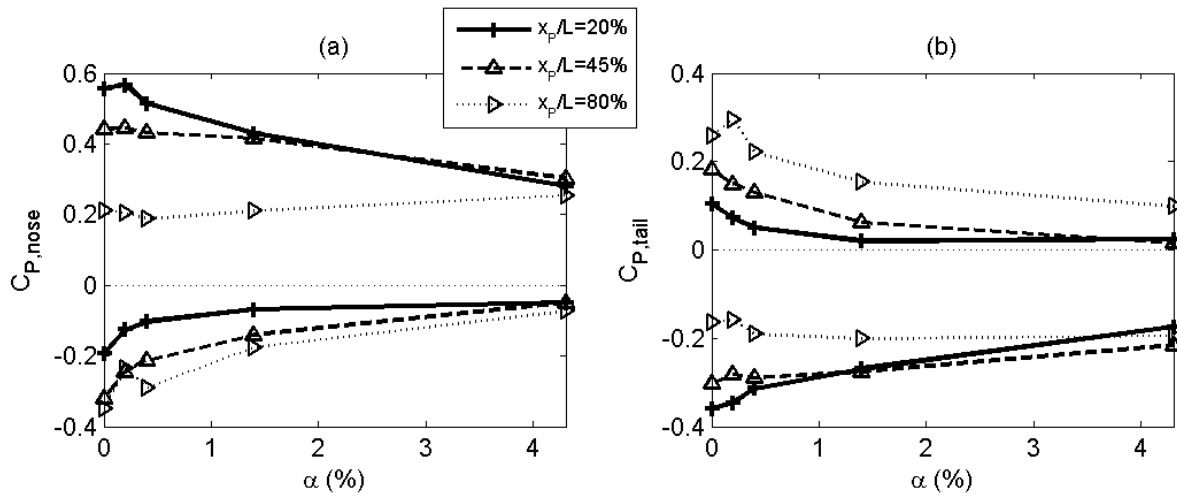 (a)
x_P/L=20%
x_P/L=45%
x_P/L=80%
(b)
0.6
0.4
0.2
0
-0.2
-0.4
C_P,nose
0 1 2 3 4
α (%)
0.4
0.2
0
-0.2
-0.4
C_P,tail
0 1 2 3 4
α (%)